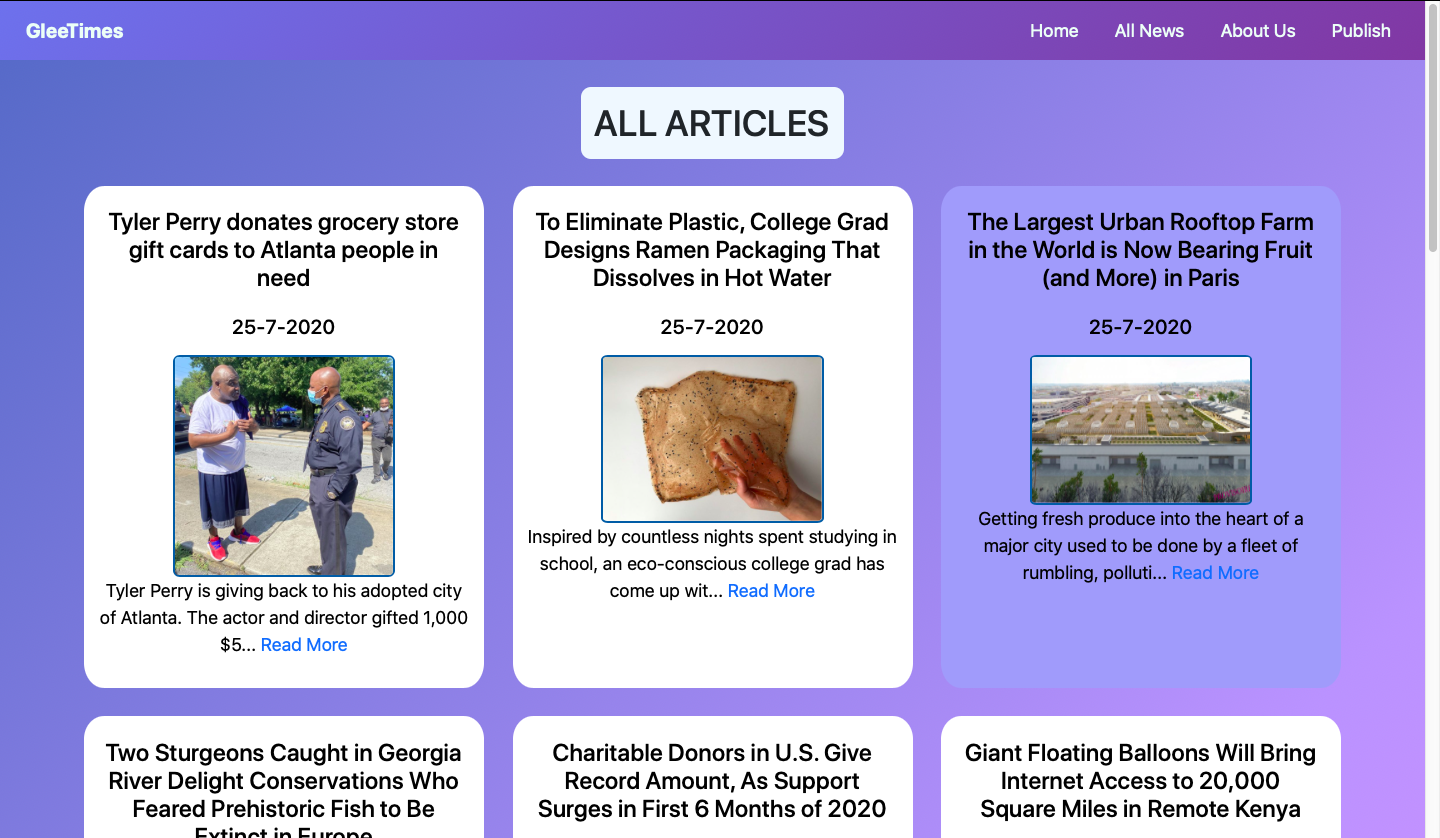 GleeTimes
Home
All News
About Us
Publish
ALL ARTICLES
Tyler Perry donates grocery store
gift cards to Atlanta people in
need
25-7-2020
Tyler Perry is giving back to his adopted city
of Atlanta. The actor and director gifted 1,000
$5... Read More
To Eliminate Plastic, College Grad
Designs Ramen Packaging That
Dissolves in Hot Water
25-7-2020
Inspired by countless nights spent studying in
school, an eco-conscious college grad has
come up wit... Read More
The Largest Urban Rooftop Farm
in the World is Now Bearing Fruit
(and More) in Paris
25-7-2020
Getting fresh produce into the heart of a
major city used to be done by a fleet of
rumbling, polluti... Read More
Two Sturgeons Caught in Georgia
River Delight Conservations Who
Feared Prehistoric Fish to Be
Extinct in Europe
Charitable Donors in U.S. Give
Record Amount, As Support
Surges in First 6 Months of 2020
Giant Floating Balloons Will Bring
Internet Access to 20,000
Square Miles in Remote Kenya